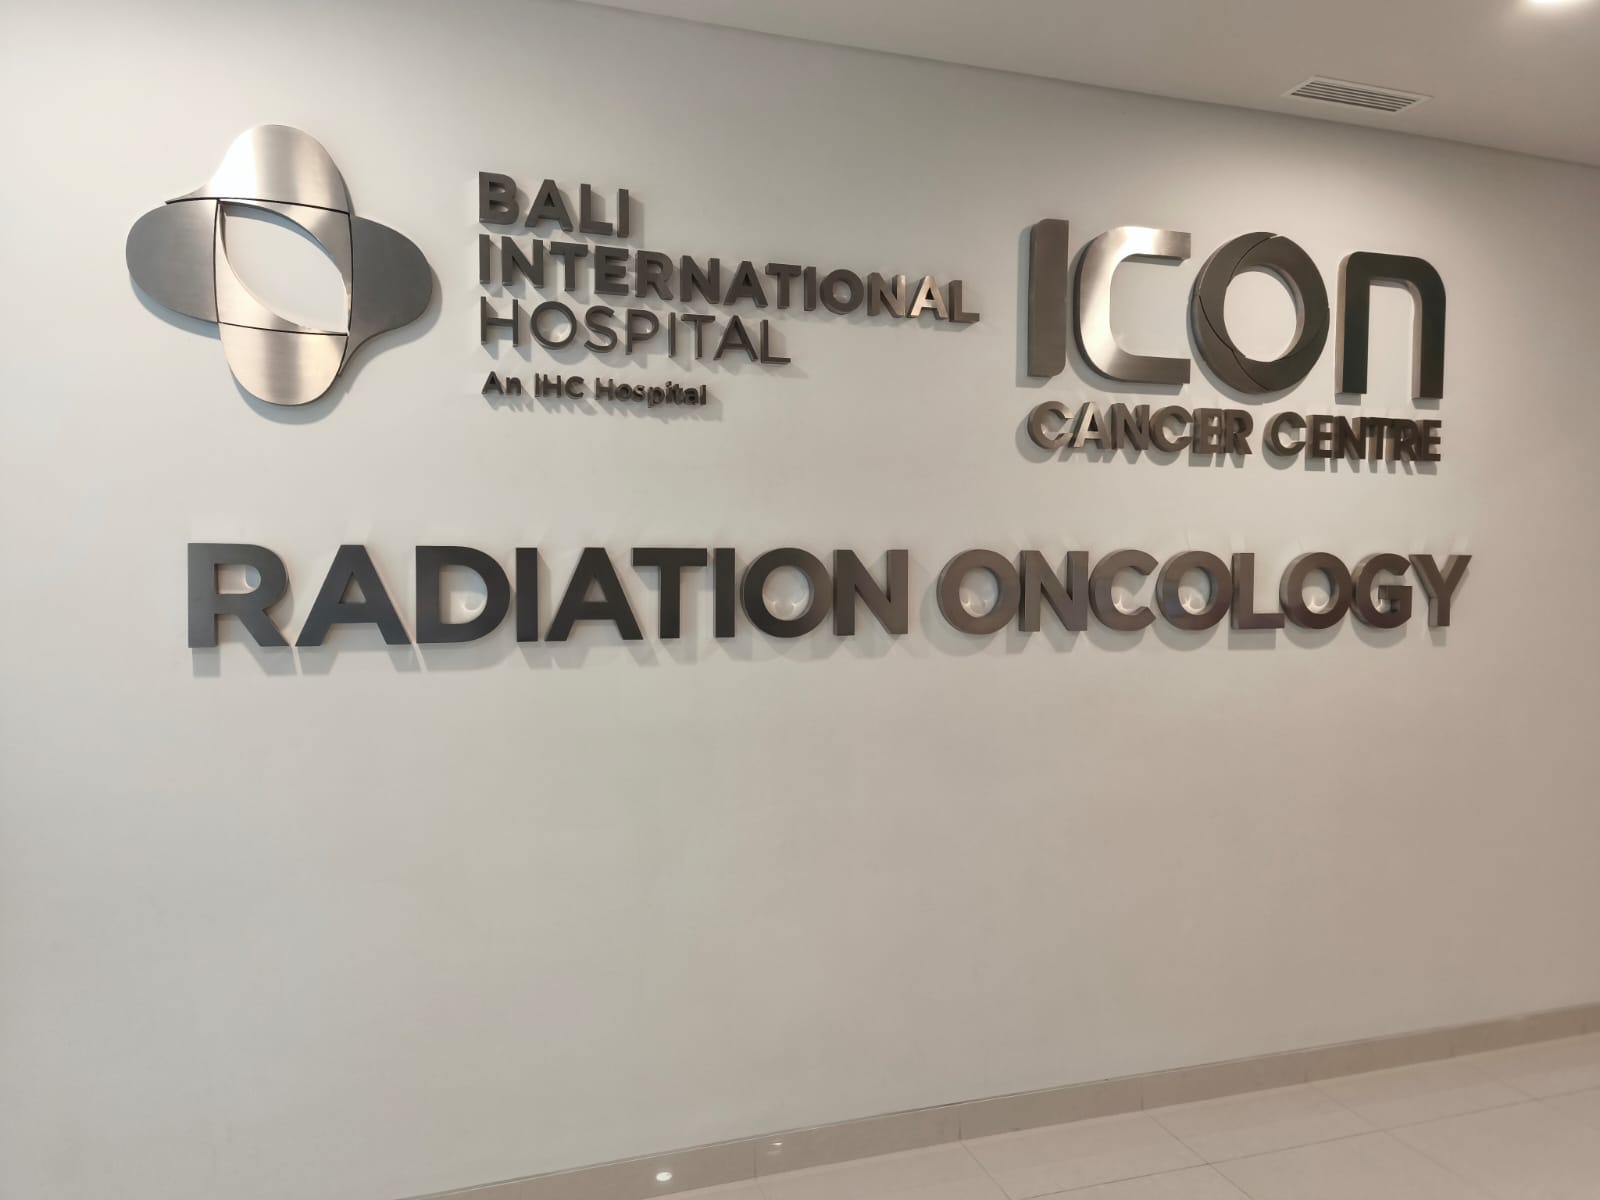 BALI
INTERNATIONAL
HOSPITAL
An IHC Hospital
ICON
CANCER CENTRE
RADIATION ONCOLOGY